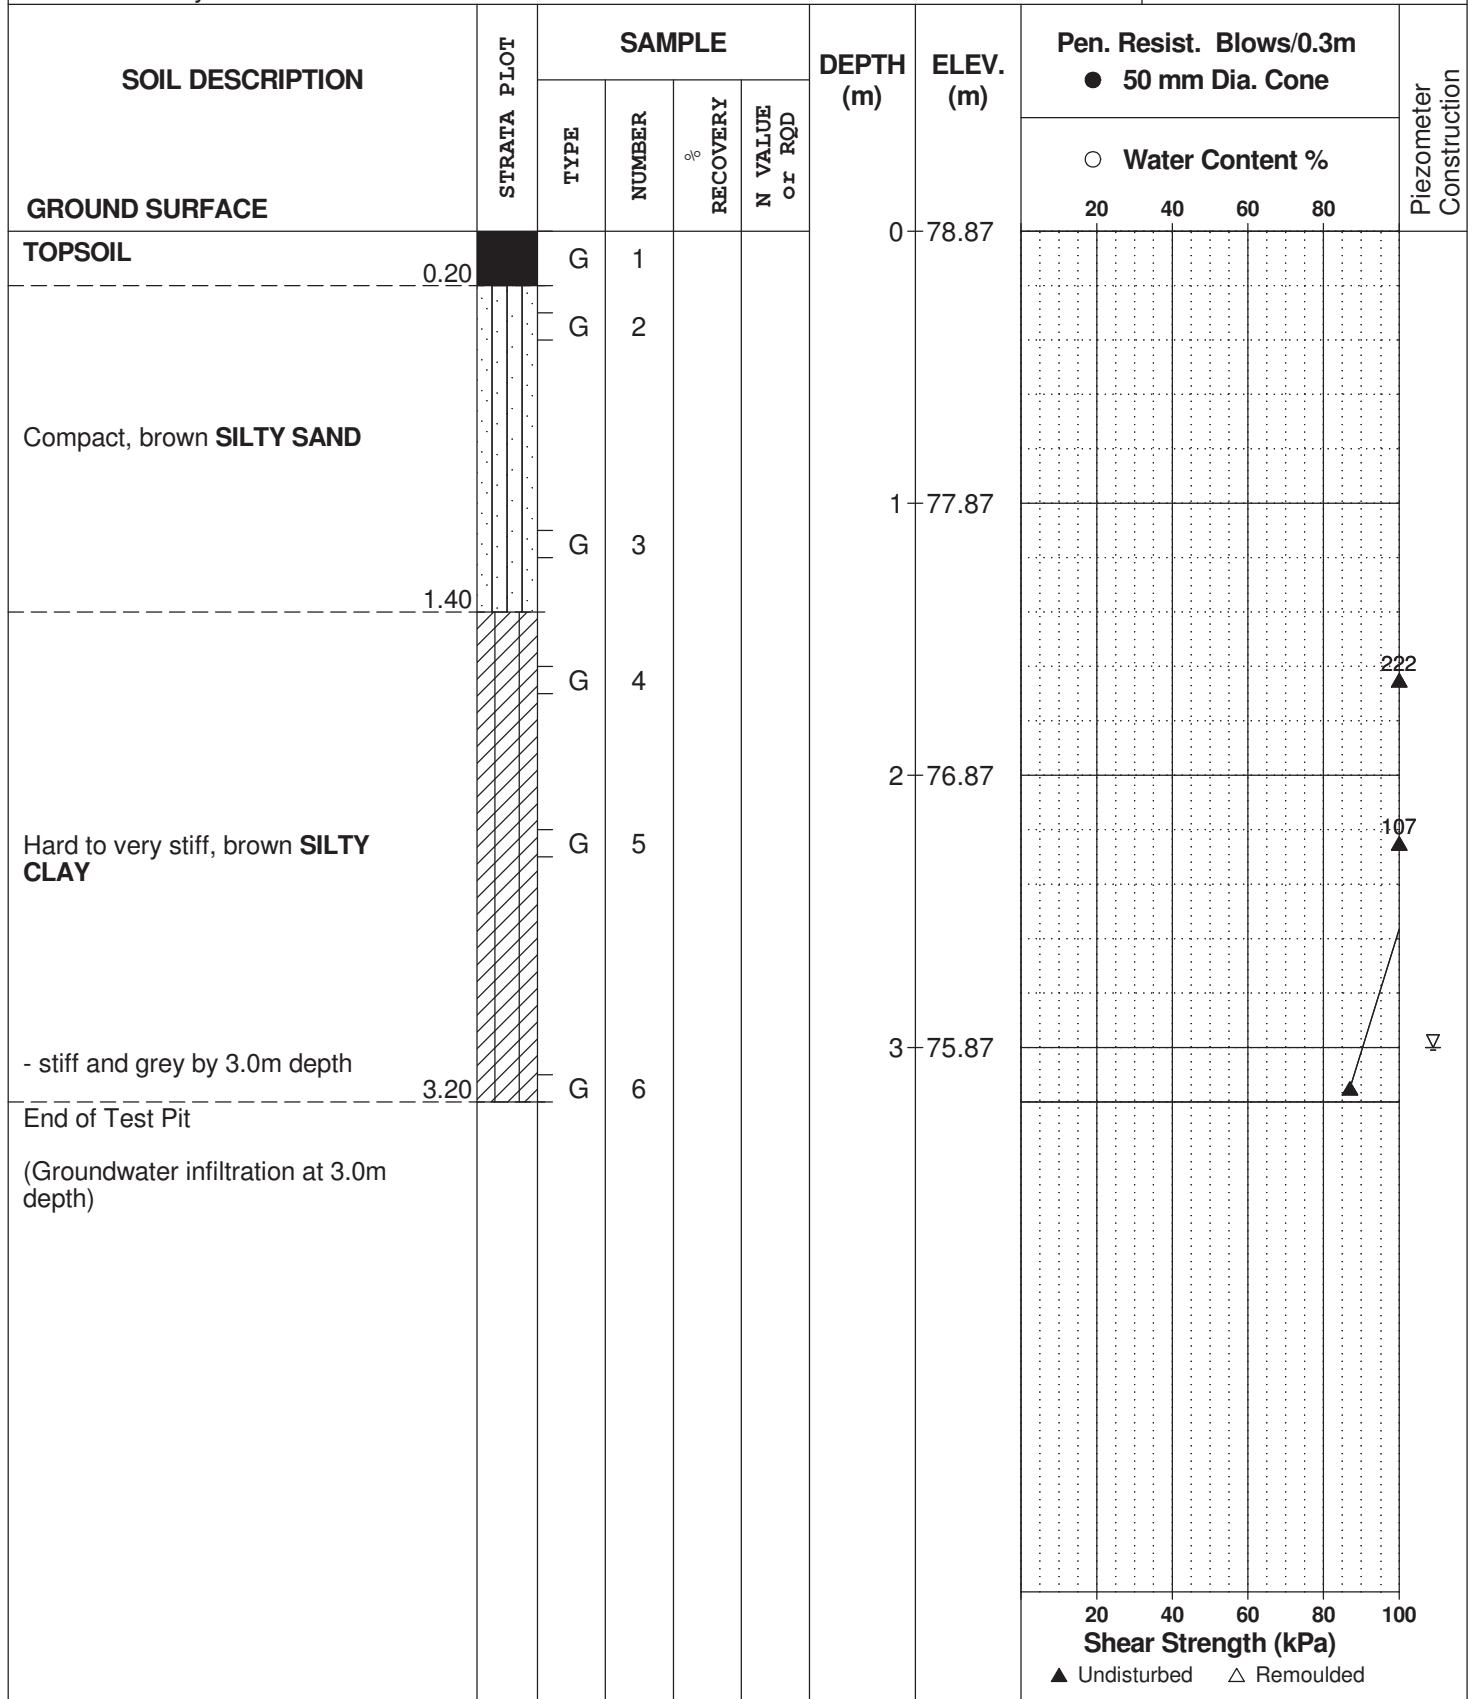 SOIL DESCRIPTION
GROUND SURFACE
STRATA PLOT
SAMPLE
TYPE
NUMBER
%
RECOVERY
N VALUE
or RQD
DEPTH
(m)
ELEV.
(m)
Pen. Resist. Blows/0.3m
● 50 mm Dia. Cone
○ Water Content %
20 40 60 80
Piezometer
Construction
0 78.87
TOPSOIL
0.20
G 1
G 2
Compact, brown SILTY SAND
1 77.87
G 3
1.40
222
G 4
2 76.87
107
Hard to very stiff, brown SILTY
CLAY
G 5
3 75.87
- stiff and grey by 3.0m depth
3.20
G 6
End of Test Pit
(Groundwater infiltration at 3.0m
depth)
20 40 60 80 100
Shear Strength (kPa)
▲ Undisturbed △ Remoulded